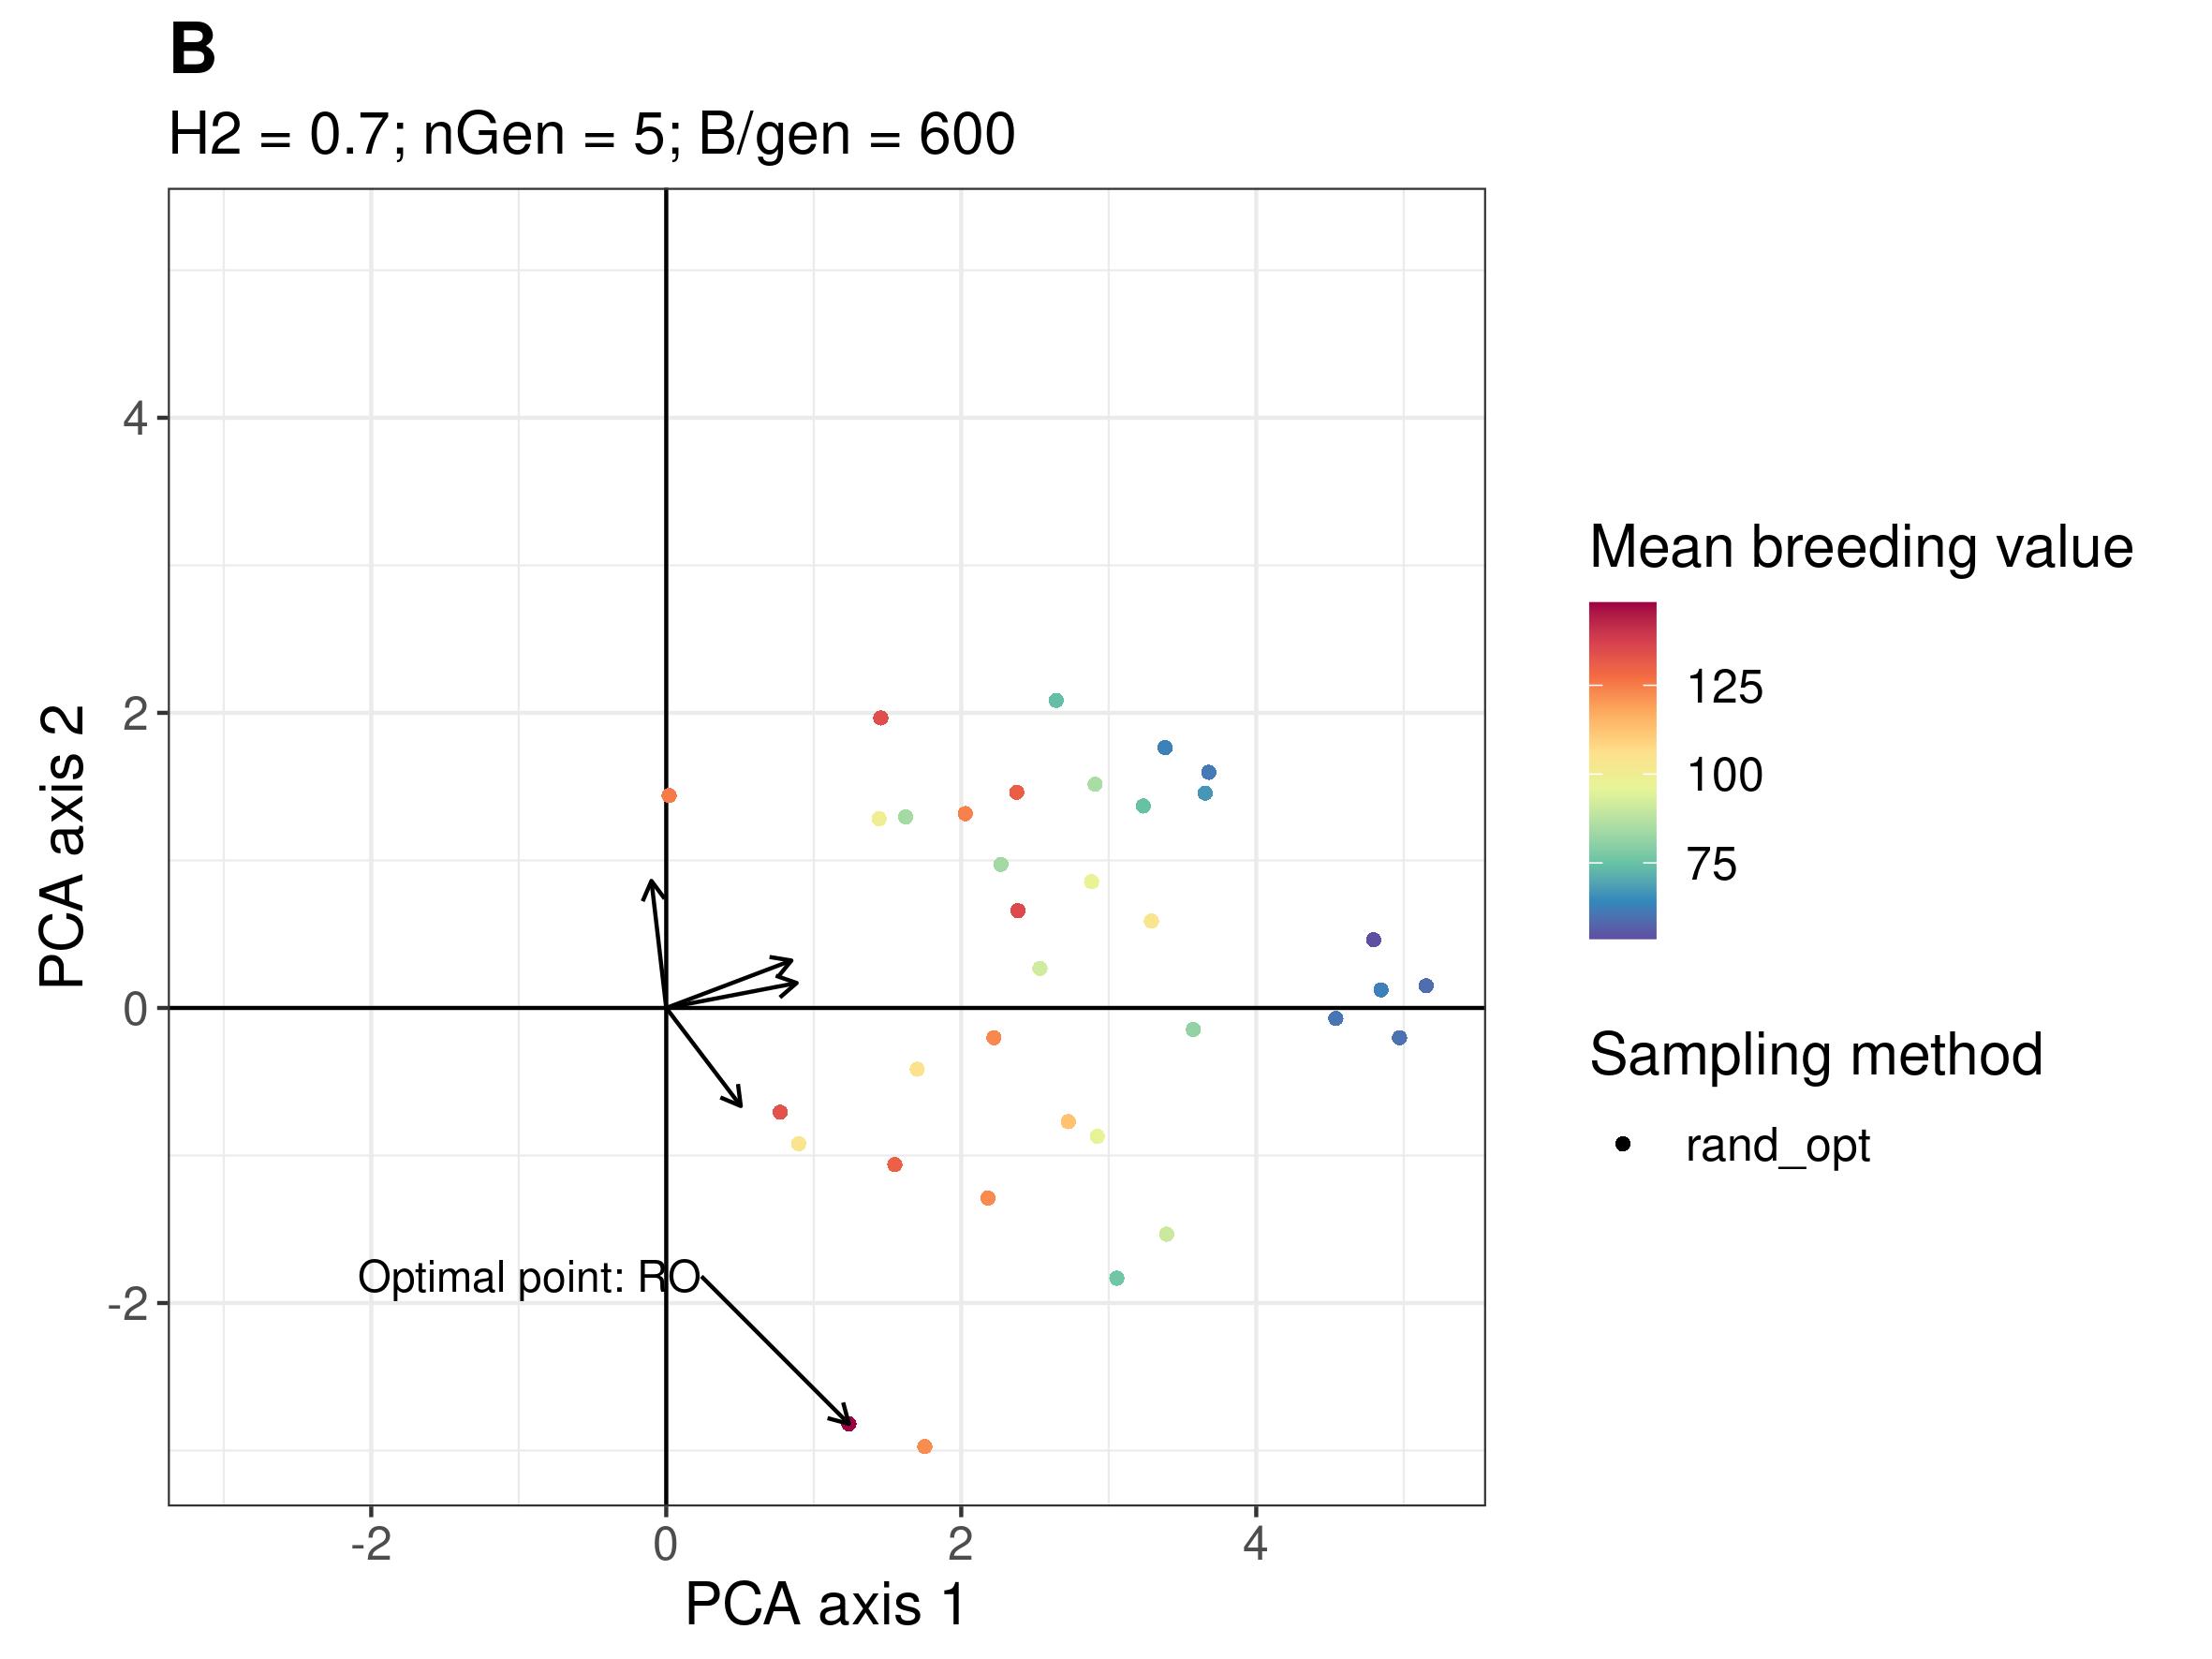 B
H2 = 0.7; nGen = 5; B/gen = 600
4
2
0
-2
PCA axis 2
Optimal point: RO
-2
0
2
4
PCA axis 1
Mean breeding value
125
100
75
Sampling method
rand_opt